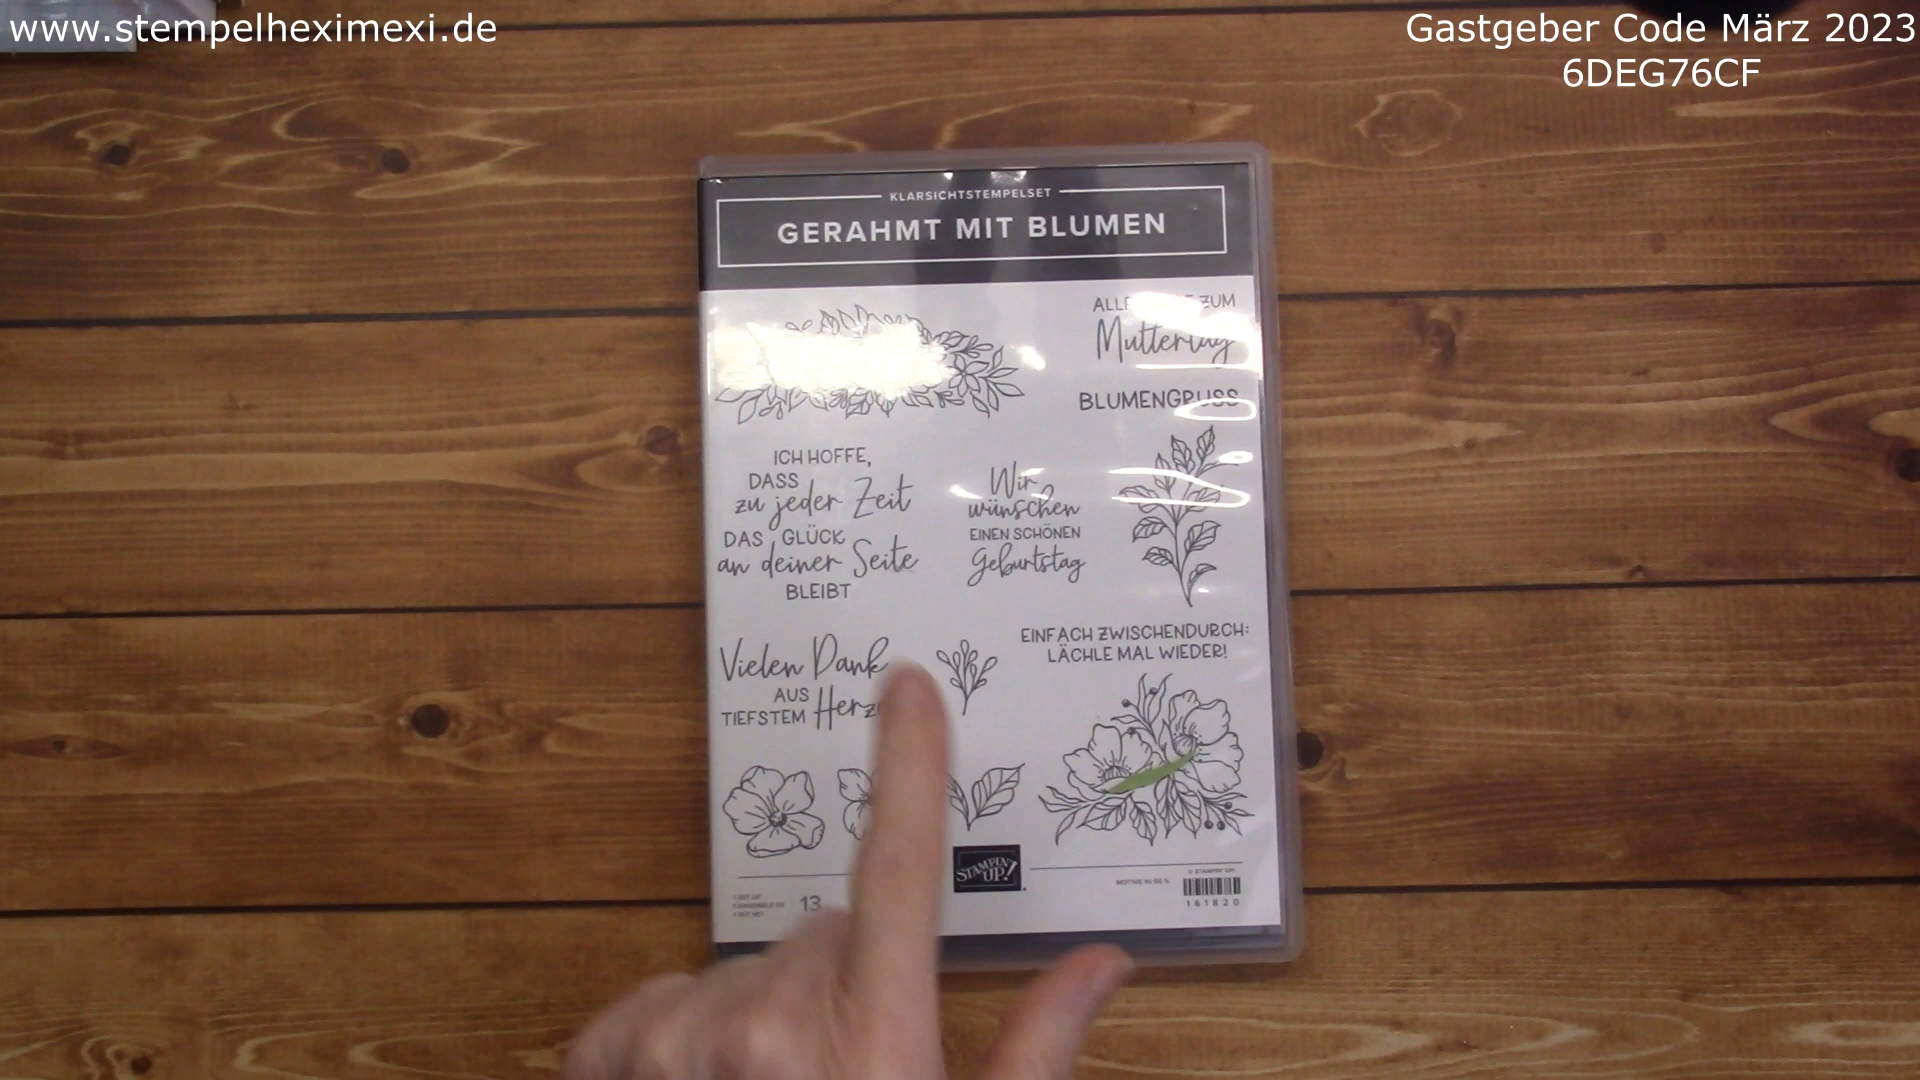 www.stempelheximexi.de
Gastgeber Code März 2023
6DEG76CF
KLARSICHTSTEMPELSET
GERAHMT MIT BLUMEN
ZUM
Muttertag
BLUMENGRUSS
ICH HOFFE,
DASS
zu jeder Zeit
DAS GLÜCK
an deiner Seite
BLEIBT
Wir
wünschen
EINEN SCHÖNEN
Geburtstag
Vielen Dank
AUS
TIEFSTEM
EINFACH ZWISCHENDURCH:
LÄCHLE MAL WIEDER!
STAMPIN'
UP!
13
161820